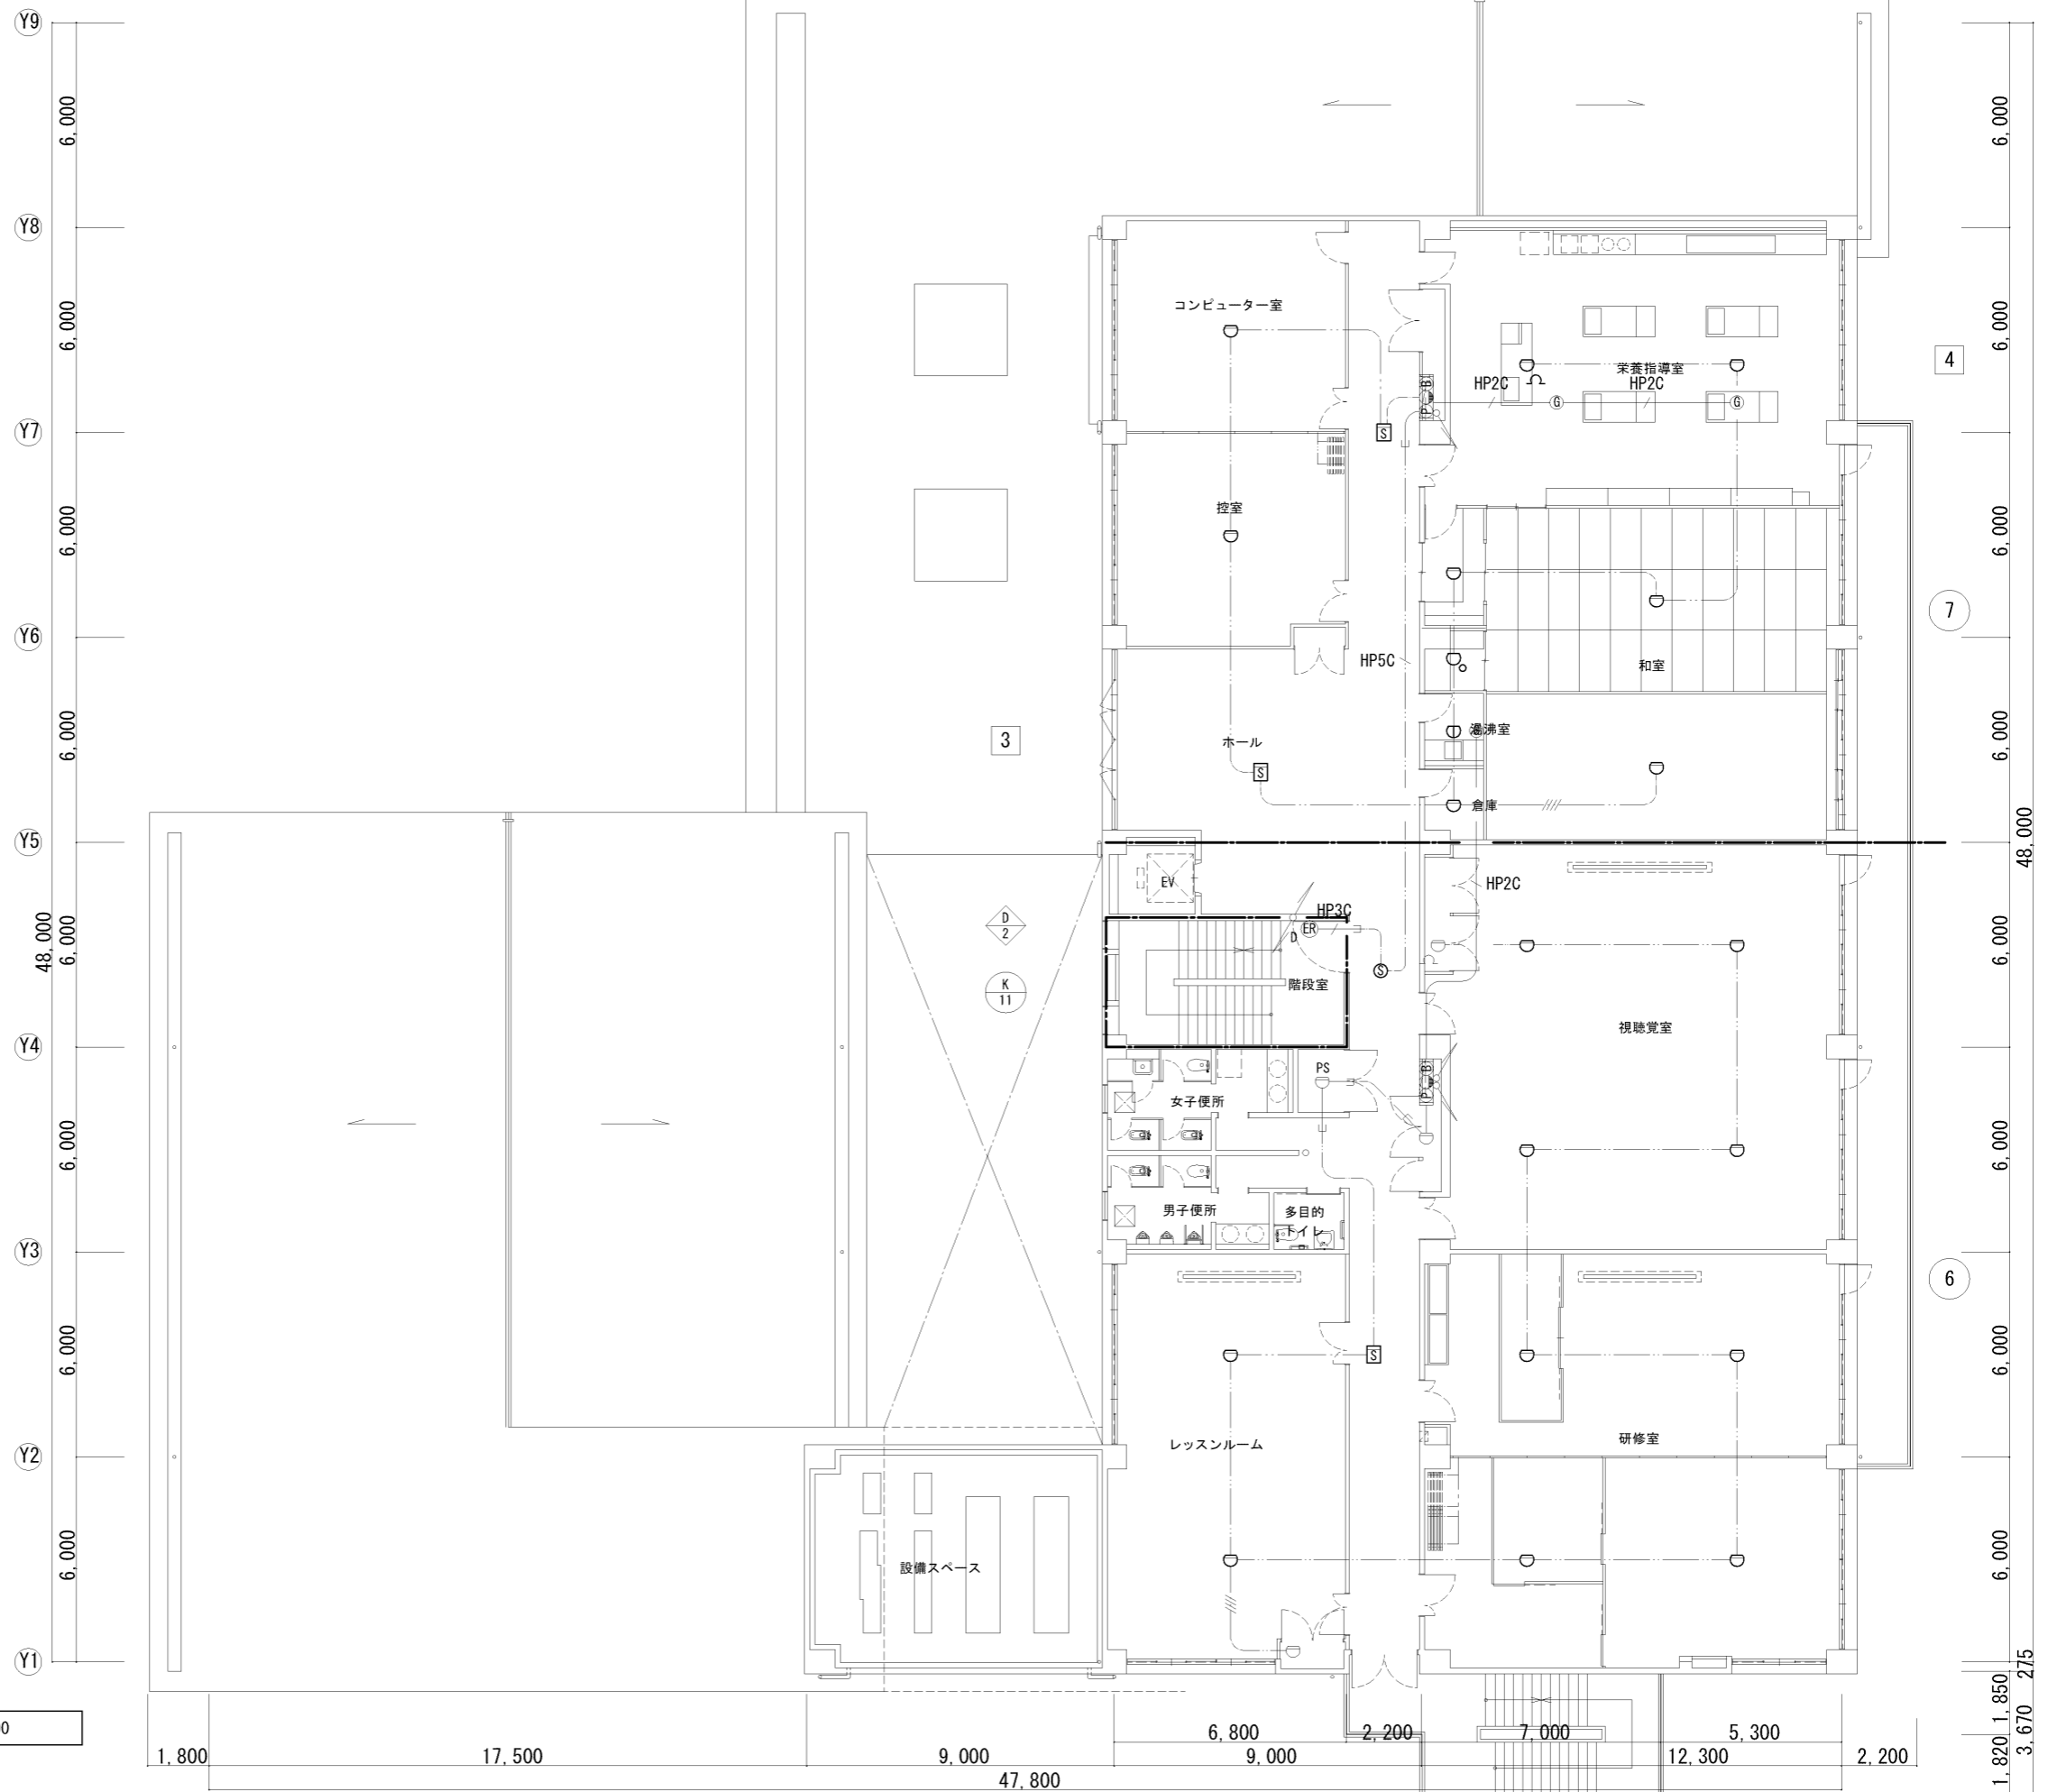 Y9
6,000
6,000
Y8
コンピューター室
6,000
6,000
4
栄養指導室
HP2C
HP2C
P
B
G
G
S
Y7
控室
6,000
6,000
7
Y6
HP5C
和室
6,000
6,000
3
ホール
湯沸室
S
倉庫
Y5
48,000
EV
HP2C
48,000
6,000
6,000
D
2
HP3C
ER
D
S
K
11
階段室
視聴覚室
Y4
PS
P
B
女子便所
6,000
6,000
男子便所
多目的
トイレ
Y3
6
6,000
6,000
S
レッスンルーム
研修室
Y2
6,000
6,000
設備スペース
Y1
275
1,850
3,670
1,820
6,800
2,200
7,000
5,300
1,800
17,500
9,000
9,000
12,300
2,200
47,800